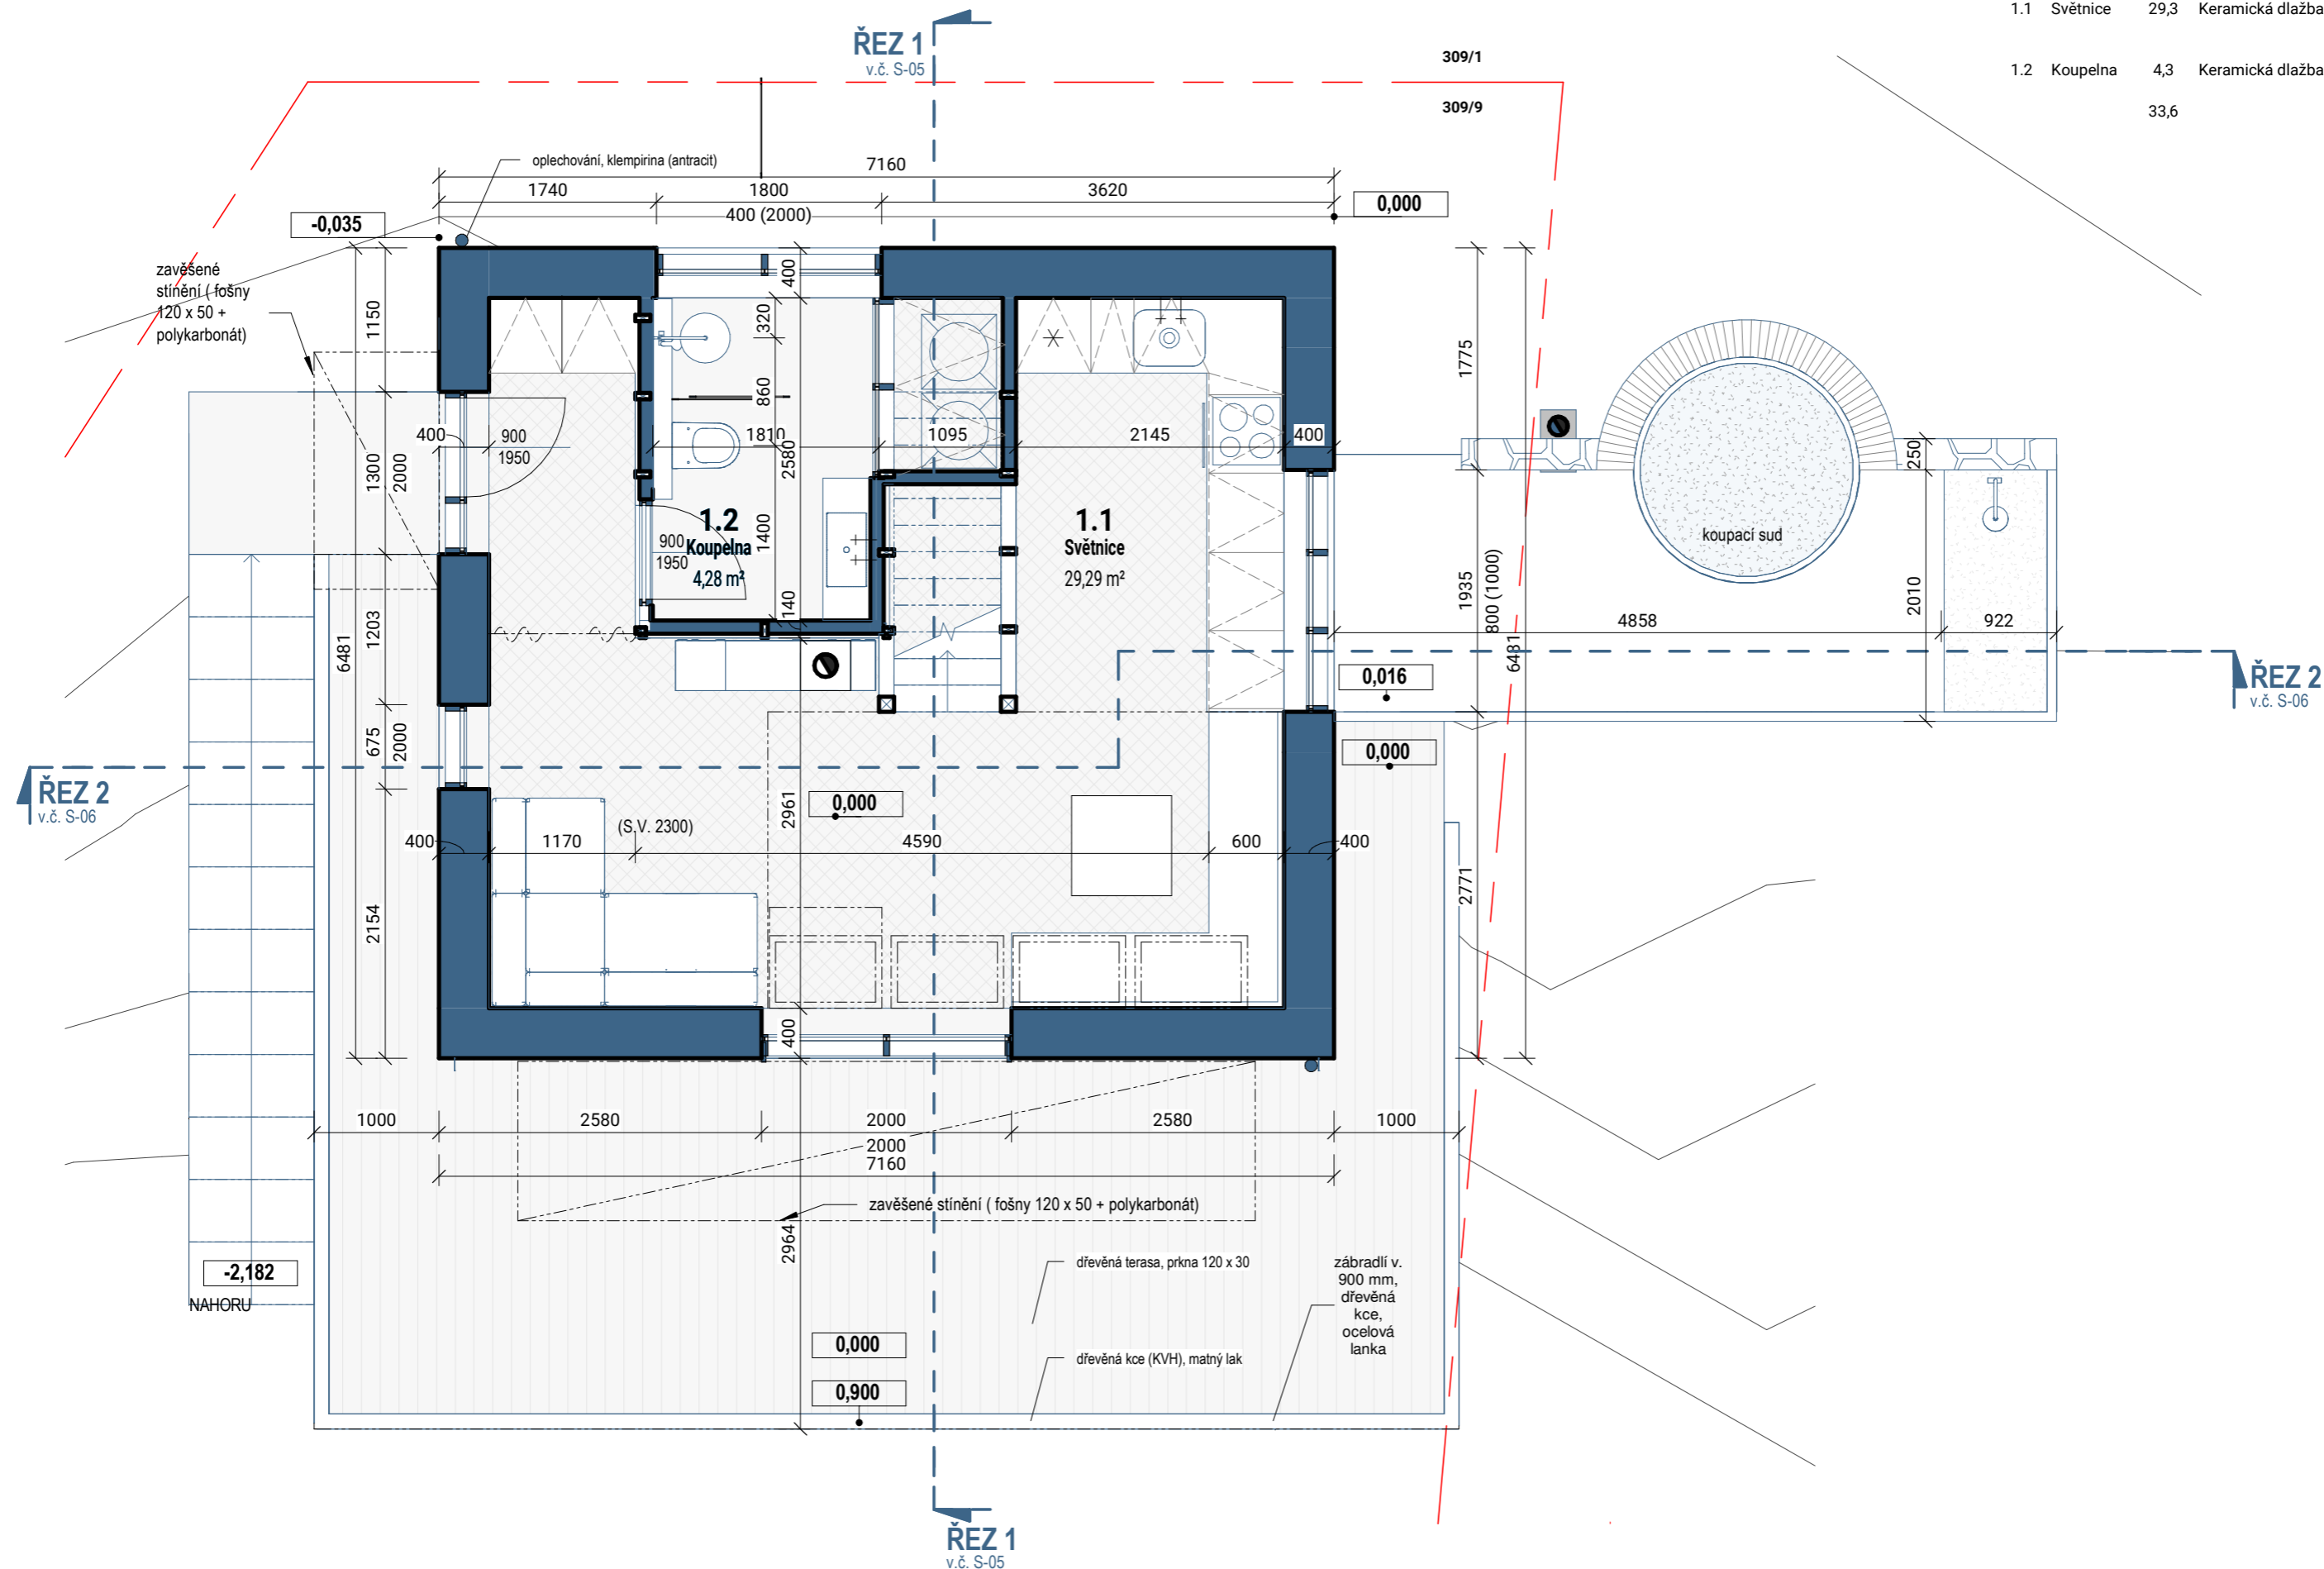 1.1 Světnice 29,3 Keramická dlažba
ŘEZ 1
v.č. S-05
309/1
1.2 Koupelna 4,3 Keramická dlažba
309/9
33,6
oplechování, klempirina (antracit)
7160
1740 1800 3620
400 (2000)
0,000
-0,035
zavěšené
stínění ( fošny
120 x 50 +
polykarbonát)
400
320
1150
1775
860
400
900
1950
1810
2580
1095
2145
400
250
1300
2000
1.2
Koupelna
4,28 m²
900
1950
1400
1.1
Světnice
29,29 m²
koupací sud
1935
800 (1000)
2010
140
1203
6481
6481
4858
922
0,016
ŘEZ 2
v.č. S-06
675
2000
0,000
ŘEZ 2
v.č. S-06
2961
0,000
(S.V. 2300)
400
1170
4590
600
400
2154
2771
400
1000 2580 2000 2580 1000
2000
7160
zavěšené stínění ( fošny 120 x 50 + polykarbonát)
2964
-2,182
NAHORU
dřevěná terasa, prkna 120 x 30
zábradlí v.
900 mm,
dřevěná
kce,
ocelová
lanka
0,000
dřevěná kce (KVH), matný lak
0,900
ŘEZ 1
v.č. S-05